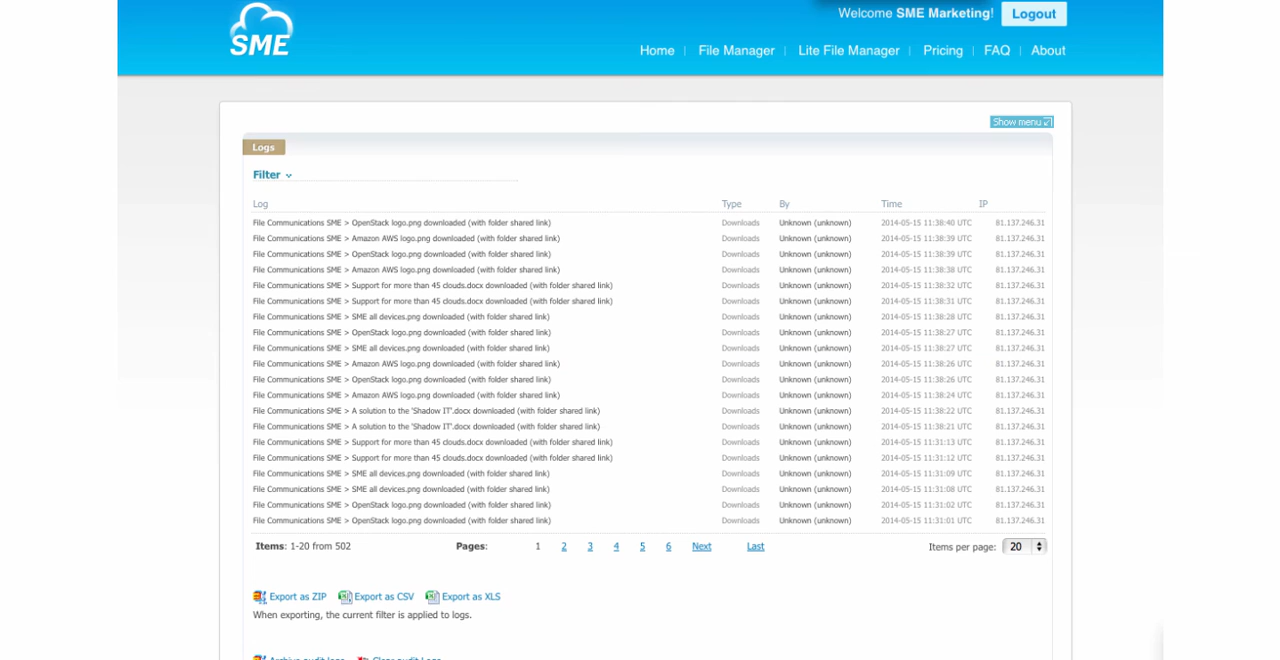 SME
Welcome SME Marketing! Logout
Home | File Manager | Lite File Manager | Pricing | FAQ | About
Show menu
Logs
Filter
Log Type By Time IP
File Communications SME > OpenStack logo.png downloaded (with folder shared link) Downloads Unknown (unknown) 2014-05-15 11:38:40 UTC 81.137.246.31
File Communications SME > Amazon AWS logo.png downloaded (with folder shared link) Downloads Unknown (unknown) 2014-05-15 11:38:39 UTC 81.137.246.31
File Communications SME > OpenStack logo.png downloaded (with folder shared link) Downloads Unknown (unknown) 2014-05-15 11:38:39 UTC 81.137.246.31
File Communications SME > Amazon AWS logo.png downloaded (with folder shared link) Downloads Unknown (unknown) 2014-05-15 11:38:38 UTC 81.137.246.31
File Communications SME > Support for more than 45 clouds.docx downloaded (with folder shared link) Downloads Unknown (unknown) 2014-05-15 11:38:32 UTC 81.137.246.31
File Communications SME > Support for more than 45 clouds.docx downloaded (with folder shared link) Downloads Unknown (unknown) 2014-05-15 11:38:31 UTC 81.137.246.31
File Communications SME > SME all devices.png downloaded (with folder shared link) Downloads Unknown (unknown) 2014-05-15 11:38:28 UTC 81.137.246.31
File Communications SME > OpenStack logo.png downloaded (with folder shared link) Downloads Unknown (unknown) 2014-05-15 11:38:27 UTC 81.137.246.31
File Communications SME > SME all devices.png downloaded (with folder shared link) Downloads Unknown (unknown) 2014-05-15 11:38:27 UTC 81.137.246.31
File Communications SME > Amazon AWS logo.png downloaded (with folder shared link) Downloads Unknown (unknown) 2014-05-15 11:38:26 UTC 81.137.246.31
File Communications SME > OpenStack logo.png downloaded (with folder shared link) Downloads Unknown (unknown) 2014-05-15 11:38:26 UTC 81.137.246.31
File Communications SME > Amazon AWS logo.png downloaded (with folder shared link) Downloads Unknown (unknown) 2014-05-15 11:38:24 UTC 81.137.246.31
File Communications SME > A solution to the 'Shadow IT'.docx downloaded (with folder shared link) Downloads Unknown (unknown) 2014-05-15 11:38:22 UTC 81.137.246.31
File Communications SME > A solution to the 'Shadow IT'.docx downloaded (with folder shared link) Downloads Unknown (unknown) 2014-05-15 11:38:21 UTC 81.137.246.31
File Communications SME > Support for more than 45 clouds.docx downloaded (with folder shared link) Downloads Unknown (unknown) 2014-05-15 11:31:13 UTC 81.137.246.31
File Communications SME > Support for more than 45 clouds.docx downloaded (with folder shared link) Downloads Unknown (unknown) 2014-05-15 11:31:12 UTC 81.137.246.31
File Communications SME > SME all devices.png downloaded (with folder shared link) Downloads Unknown (unknown) 2014-05-15 11:31:09 UTC 81.137.246.31
File Communications SME > SME all devices.png downloaded (with folder shared link) Downloads Unknown (unknown) 2014-05-15 11:31:08 UTC 81.137.246.31
File Communications SME > OpenStack logo.png downloaded (with folder shared link) Downloads Unknown (unknown) 2014-05-15 11:31:02 UTC 81.137.246.31
File Communications SME > OpenStack logo.png downloaded (with folder shared link) Downloads Unknown (unknown) 2014-05-15 11:31:01 UTC 81.137.246.31
Items: 1-20 from 502 Pages: 1 2 3 4 5 6 Next Last Items per page: 20
Export as ZIP Export as CSV Export as XLS
When exporting, the current filter is applied to logs.
Archive audit logs Clear audit Logs